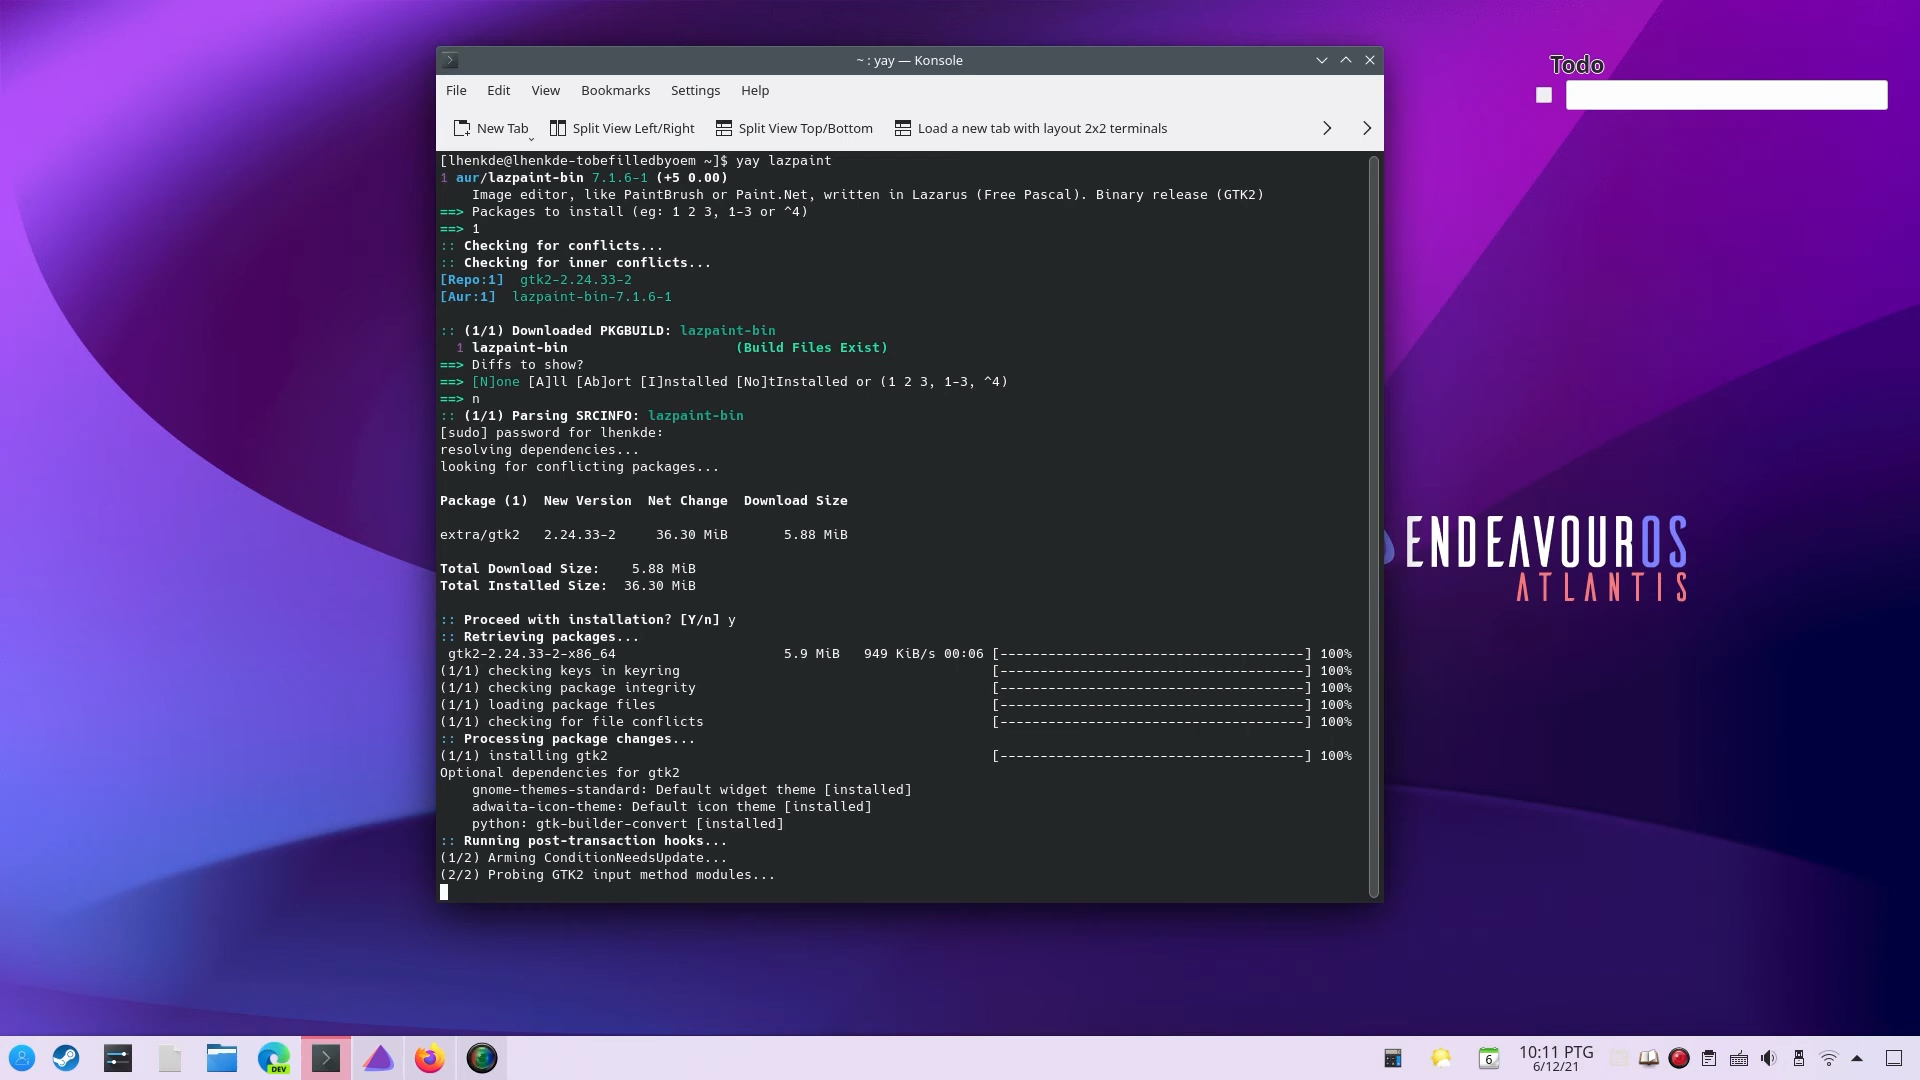 ~ : yay — Konsole
File Edit View Bookmarks Settings Help
New Tab Split View Left/Right Split View Top/Bottom Load a new tab with layout 2x2 terminals
[lhenkde@lhenkde-tobefilledbyoem ~]$ yay lazpaint
1 aur/lazpaint-bin 7.1.6-1 (+5 0.00)
Image editor, like PaintBrush or Paint.Net, written in Lazarus (Free Pascal). Binary release (GTK2)
==> Packages to install (eg: 1 2 3, 1-3 or ^4)
==> 1
:: Checking for conflicts...
:: Checking for inner conflicts...
[Repo:1] gtk2-2.24.33-2
[Aur:1] lazpaint-bin-7.1.6-1
:: (1/1) Downloaded PKGBUILD: lazpaint-bin
1 lazpaint-bin (Build Files Exist)
==> Diffs to show?
==> [N]one [A]ll [Ab]ort [I]nstalled [No]tInstalled or (1 2 3, 1-3, ^4)
==> n
:: (1/1) Parsing SRCINFO: lazpaint-bin
[sudo] password for lhenkde:
resolving dependencies...
looking for conflicting packages...
Package (1) New Version Net Change Download Size
extra/gtk2 2.24.33-2 36.30 MiB 5.88 MiB
Total Download Size: 5.88 MiB
Total Installed Size: 36.30 MiB
:: Proceed with installation? [Y/n] y
:: Retrieving packages...
gtk2-2.24.33-2-x86_64 5.9 MiB 949 KiB/s 00:06 [--------------------------------------] 100%
(1/1) checking keys in keyring [--------------------------------------] 100%
(1/1) checking package integrity [--------------------------------------] 100%
(1/1) loading package files [--------------------------------------] 100%
(1/1) checking for file conflicts [--------------------------------------] 100%
:: Processing package changes...
(1/1) installing gtk2 [--------------------------------------] 100%
Optional dependencies for gtk2
gnome-themes-standard: Default widget theme [installed]
adwaita-icon-theme: Default icon theme [installed]
python: gtk-builder-convert [installed]
:: Running post-transaction hooks...
(1/2) Arming ConditionNeedsUpdate...
(2/2) Probing GTK2 input method modules...
Todo
ENDEAVOUROS
ATLANTIS
DEV
6
10:11 PTG
6/12/21